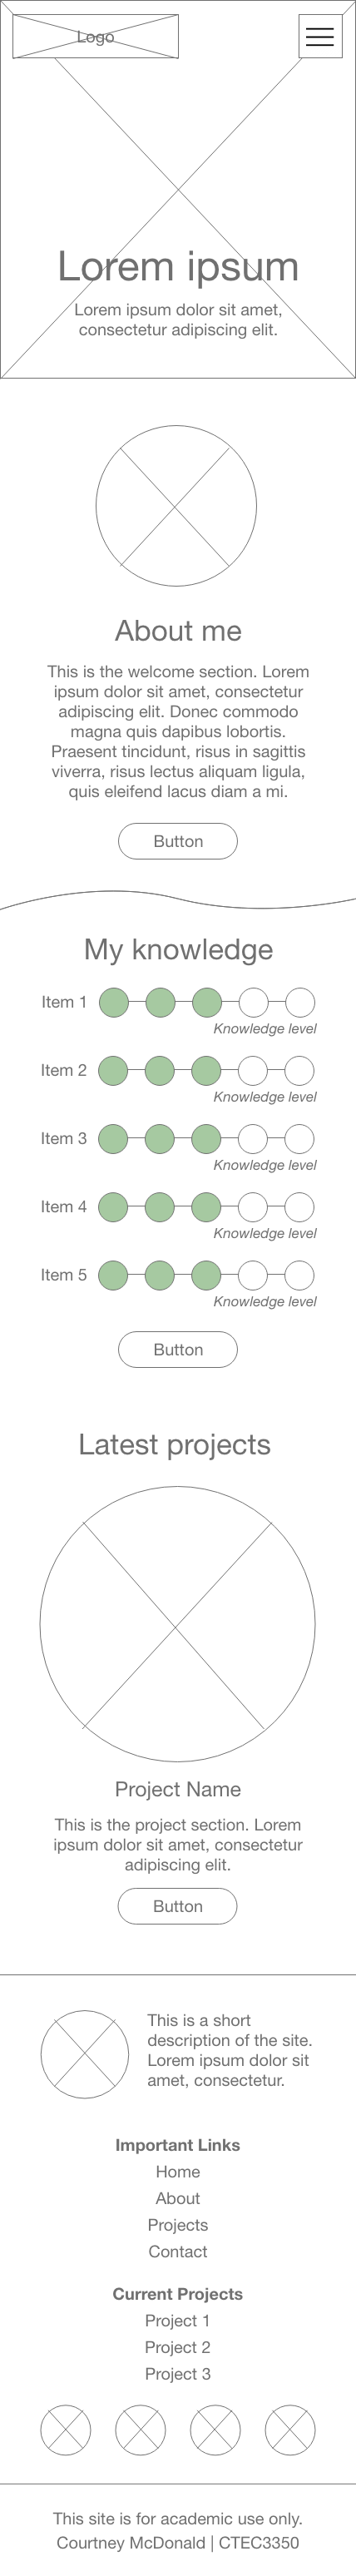 Logo
Lorem ipsum
Lorem ipsum dolor sit amet,
consectetur adipiscing elit.
About me
This is the welcome section. Lorem
ipsum dolor sit amet, consectetur
adipiscing elit. Donec commodo
magna quis dapibus lobortis.
Praesent tincidunt, risus in sagittis
viverra, risus lectus aliquam ligula,
quis eleifend lacus diam a mi.
Button
My knowledge
Item 1
Knowledge level
Item 2
Knowledge level
Item 3
Knowledge level
Item 4
Knowledge level
Item 5
Knowledge level
Button
Latest projects
Project Name
This is the project section. Lorem
ipsum dolor sit amet, consectetur
adipiscing elit.
Button
This is a short
description of the site.
Lorem ipsum dolor sit
amet, consectetur.
Important Links
Home
About
Projects
Contact
Current Projects
Project 1
Project 2
Project 3
This site is for academic use only.
Courtney McDonald | CTEC3350